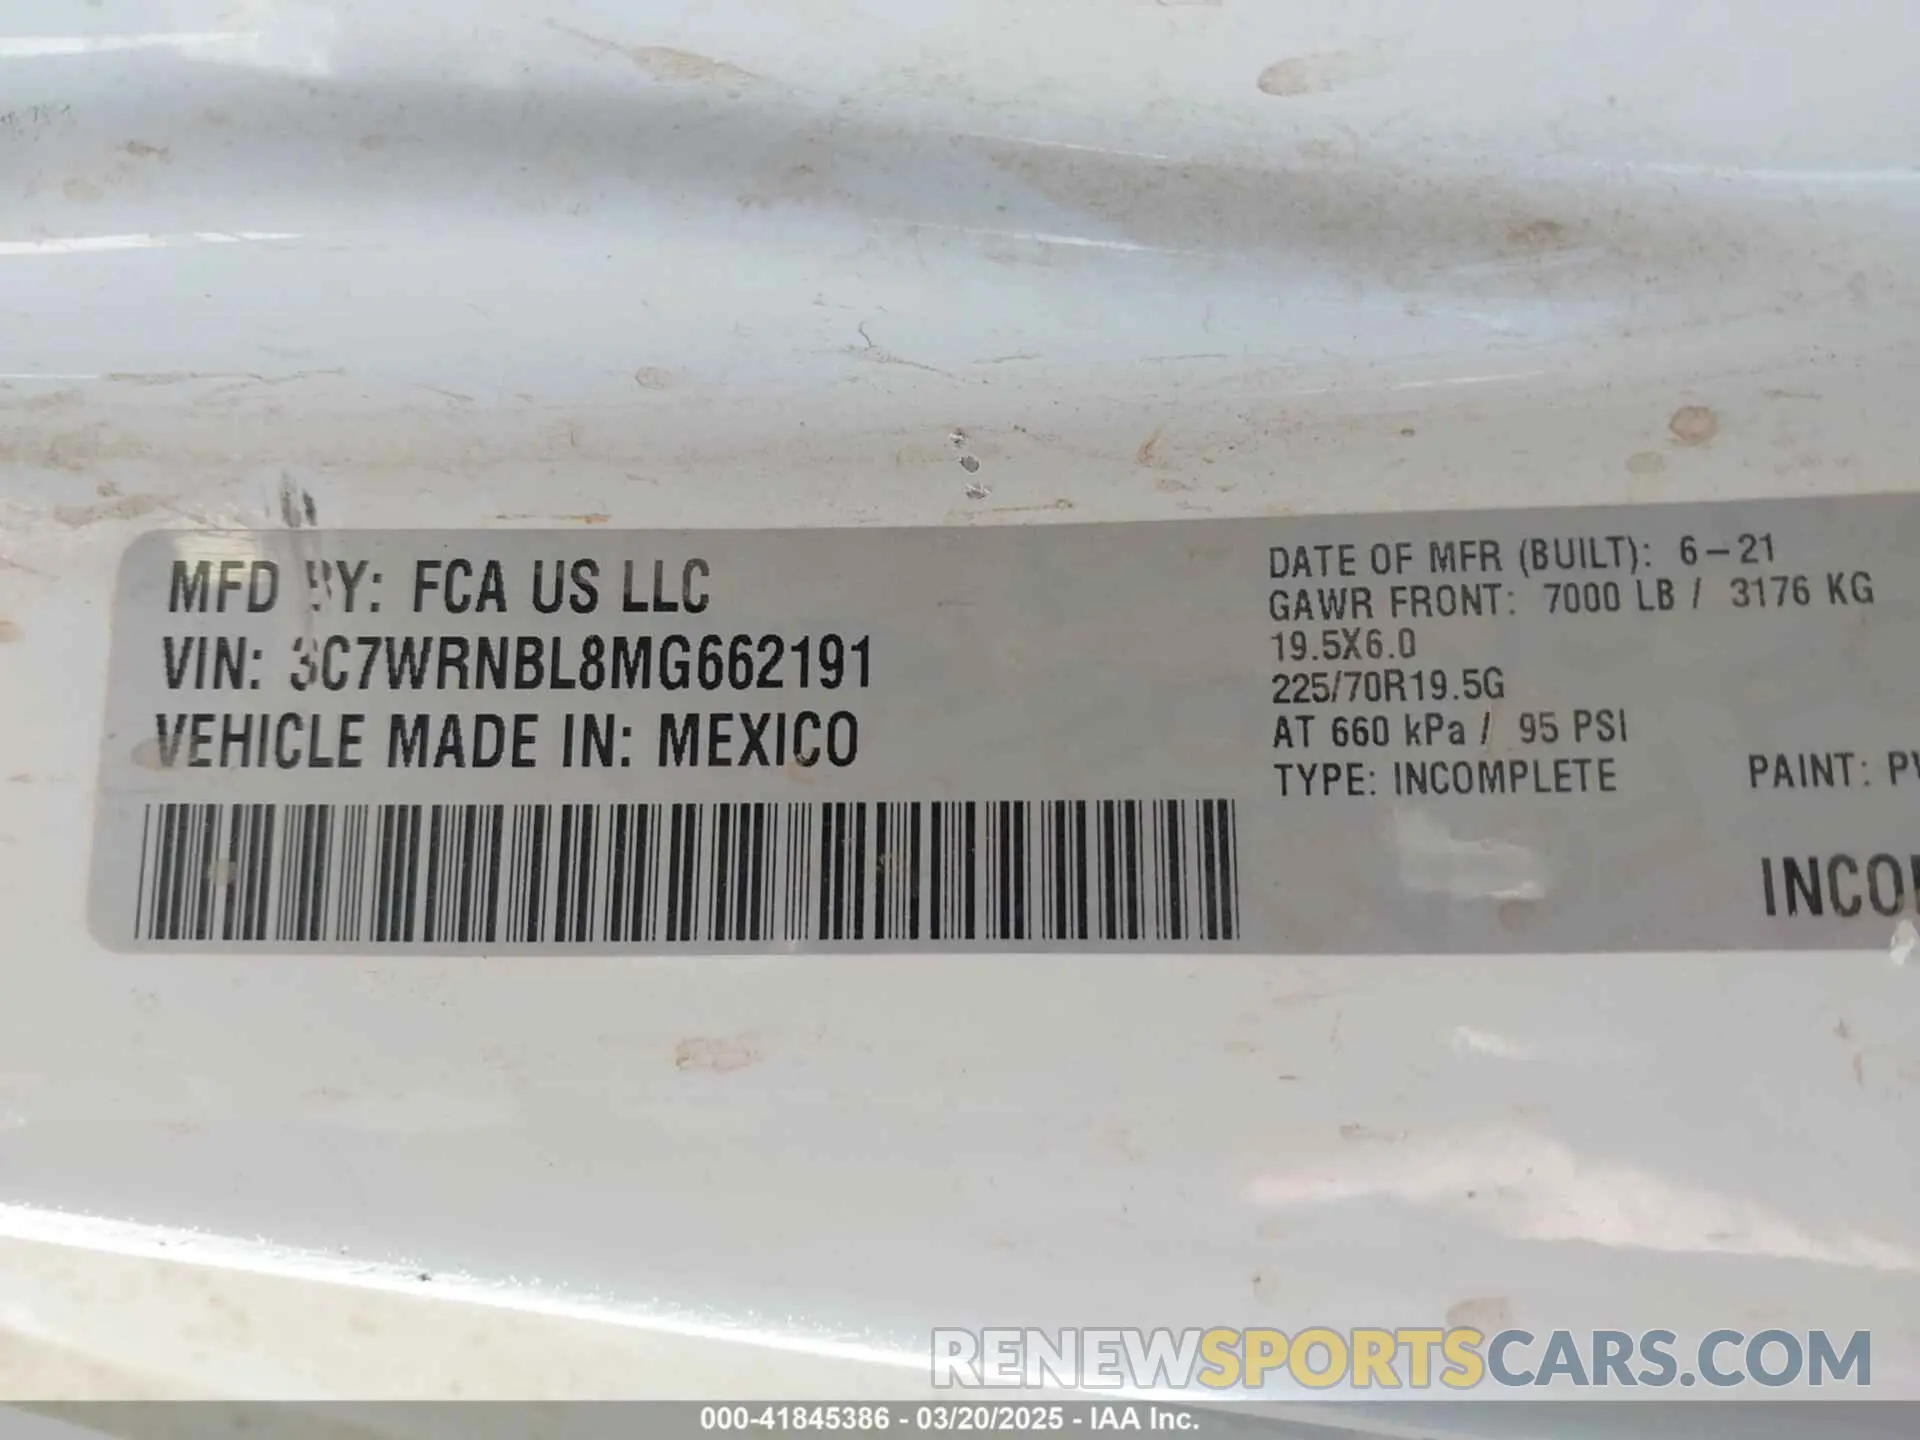 MFD BY: FCA US LLC
VIN: 3C7WRNBL8MG662191
VEHICLE MADE IN: MEXICO
DATE OF MFR (BUILT): 6-21
GAWR FRONT: 7000 LB / 3176 KG
19.5X6.0
225/70R19.5G
AT 660 kPa / 95 PSI
TYPE: INCOMPLETE
PAINT:
RENEWSPORTSCARS.COM
000-41845386 - 03/20/2025 - IAA Inc.